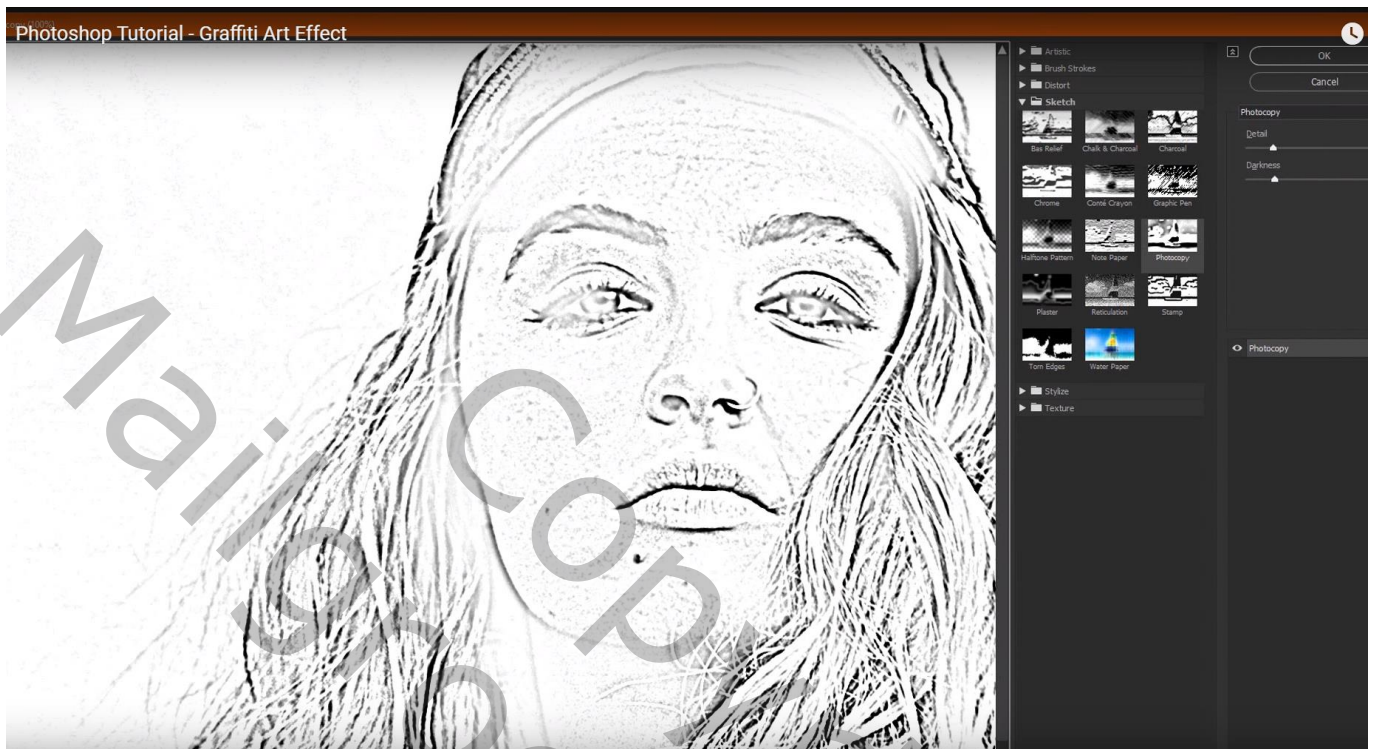 Photoshop Tutorial - Graffiti Art Effect
Artistic
Brush Strokes
Distort
Sketch
Bas Relief
Chalk & Charcoal
Charcoal
Chrome
Conté Crayon
Graphic Pen
Halftone Pattern
Note Paper
Photocopy
Plaster
Reticulation
Stamp
Torn Edges
Water Paper
Stylize
Texture
OK
Cancel
Photocopy
Detail
Darkness
Photocopy